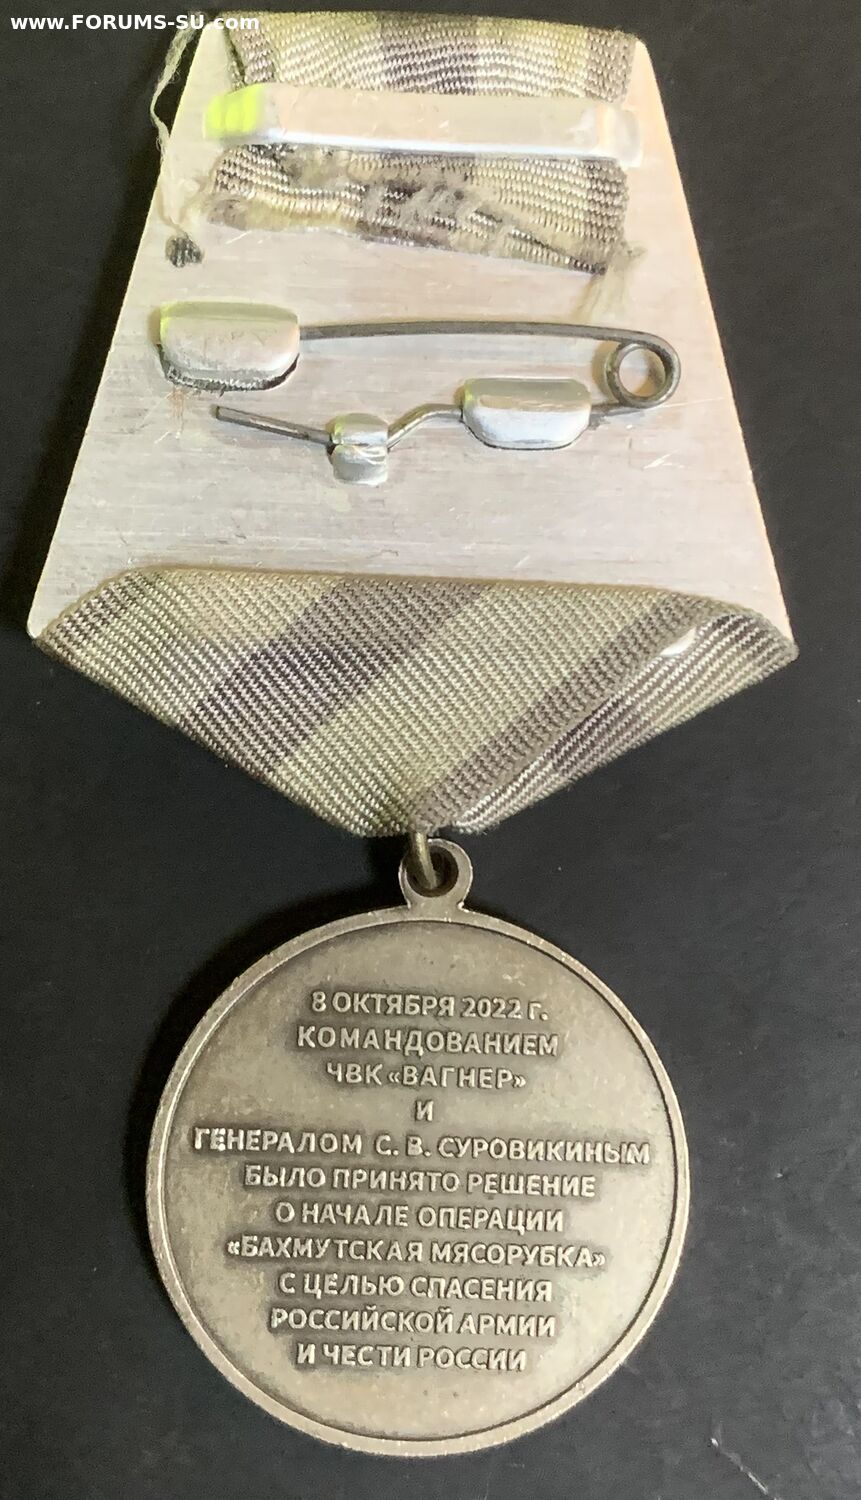 www.FORUMS-SU.com
8 ОКТЯБРЯ 2022 г.
КОМАНДОВАНИЕМ
ЧВК «ВАГНЕР»
И
ГЕНЕРАЛОМ С. В. СУРОВИКИНЫМ
БЫЛО ПРИНЯТО РЕШЕНИЕ
О НАЧАЛЕ ОПЕРАЦИИ
«БАХМУТСКАЯ МЯСОРУБКА»
С ЦЕЛЬЮ СПАСЕНИЯ
РОССИЙСКОЙ АРМИИ
И ЧЕСТИ РОССИИ